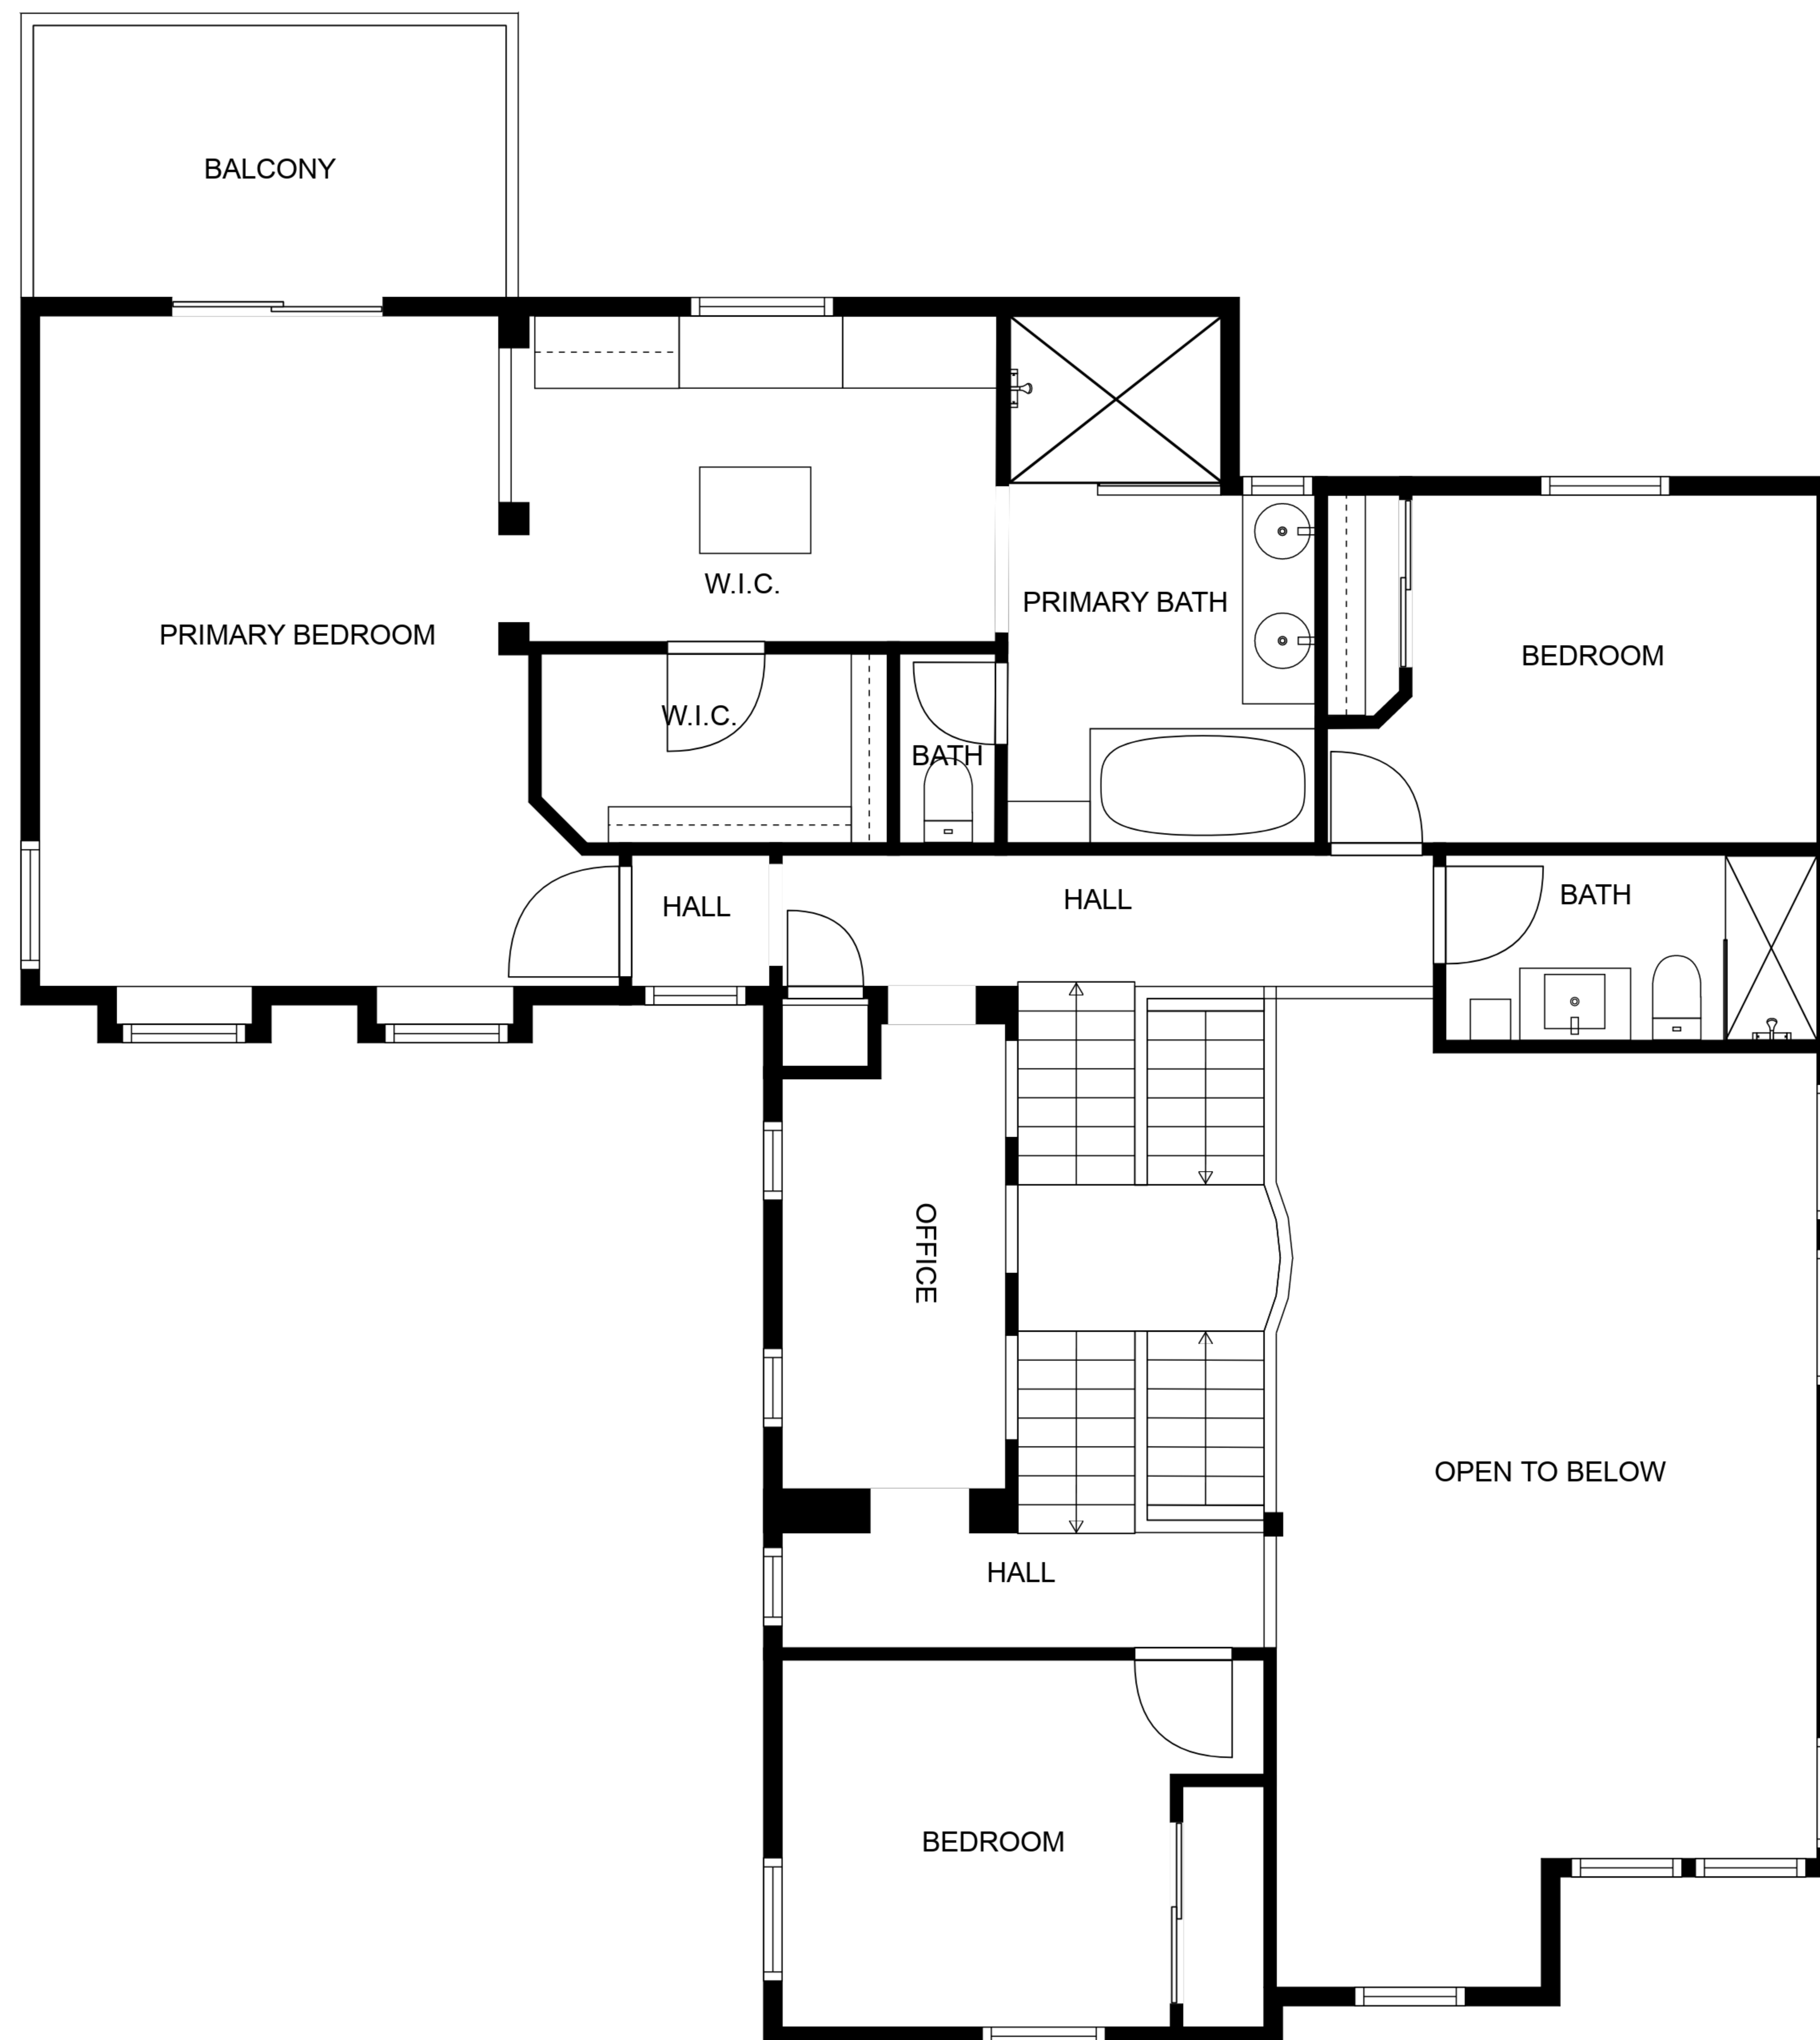 BALCONY
W.I.C.
PRIMARY BATH
PRIMARY BEDROOM
BEDROOM
W.I.C.
BATH
HALL
HALL
BATH
OFFICE
OPEN TO BELOW
HALL
BEDROOM